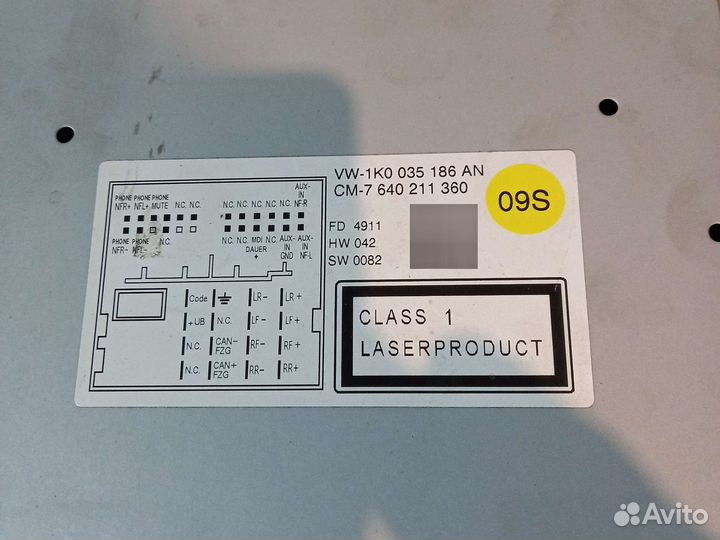 VW-1K0 035 186 AN
CM-7 640 211 360
09S
FD 4911
HW 042
SW 0082
CLASS 1
LASERPRODUCT
PHONE PHONE PHONE
NFR+ NFL+ MUTE N.C. N.C.
N.C. N.C. N.C. N.C. N.C. AUX-IN NF-R
PHONE PHONE N.C.
NFR- NFL-
N.C. N.C. MDI DAUER + N.C. AUX-IN GND AUX-IN NF-L
Code LR- LR+
+UB N.C. LF- LF+
N.C. CAN-FZG RF- RF+
N.C. CAN+FZG RR- RR+
Avito